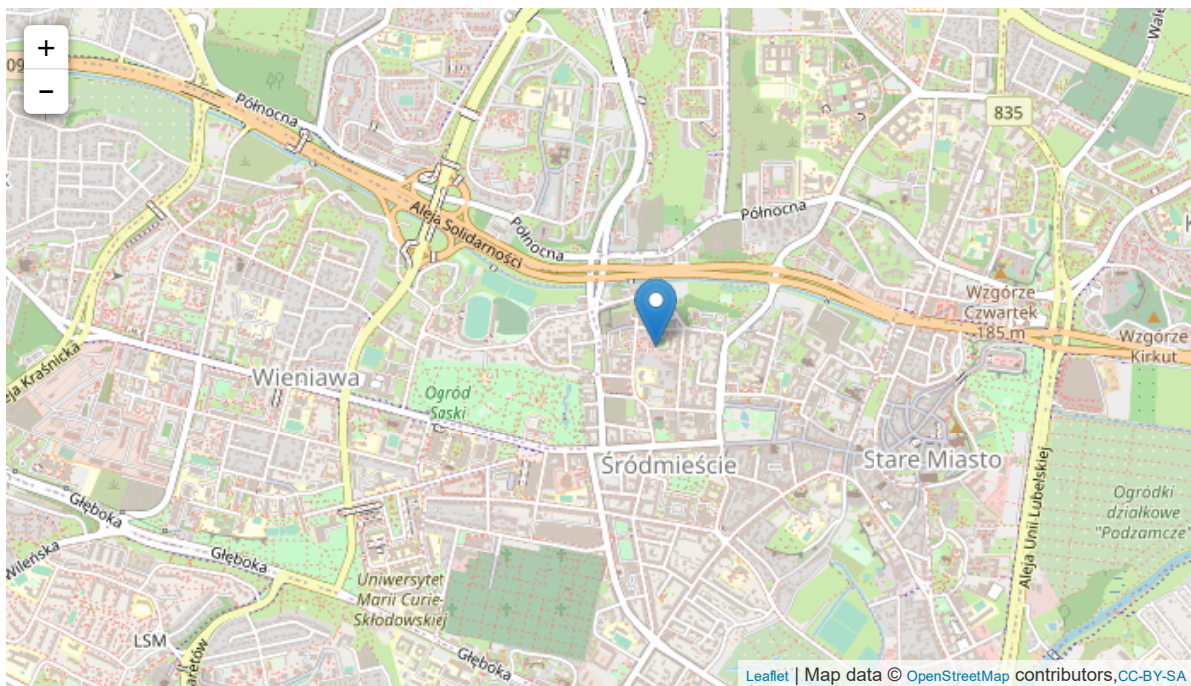 +
−
09
Północna
835
Aleja Solidarności
Północna
Północna
Wzgórze
Czwartek
185 m
Wzgórze
Kirkut
eja Kraśnicka
Wieniawa
Ogród
Saski
Śródmieście
Stare Miasto
Aleja Unii Lubelskiej
Ogródki
działkowe
"Podzamcze"
Głęboka
Wileńska
Głęboka
Uniwersytet
Marii Curie-
Skłodowskiej
LSM
aretów
Głęboka
Leaflet | Map data © OpenStreetMap contributors,CC-BY-SA